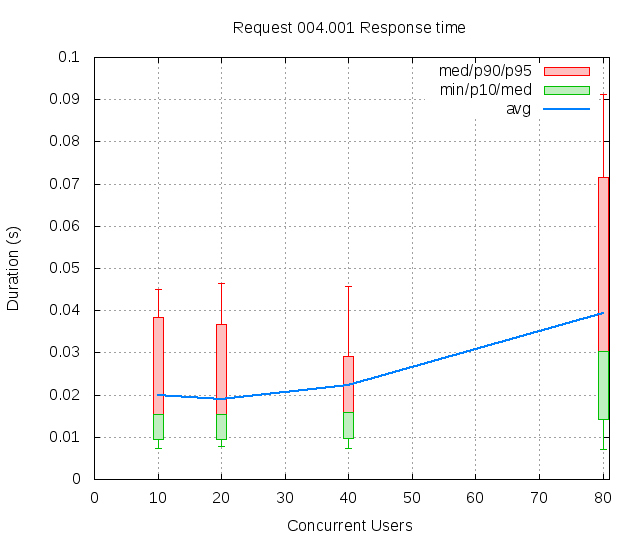 Request 004.001 Response time
med/p90/p95
min/p10/med
avg
0.1
0.09
0.08
0.07
0.06
0.05
0.04
0.03
0.02
0.01
0
Duration (s)
0 10 20 30 40 50 60 70 80
Concurrent Users